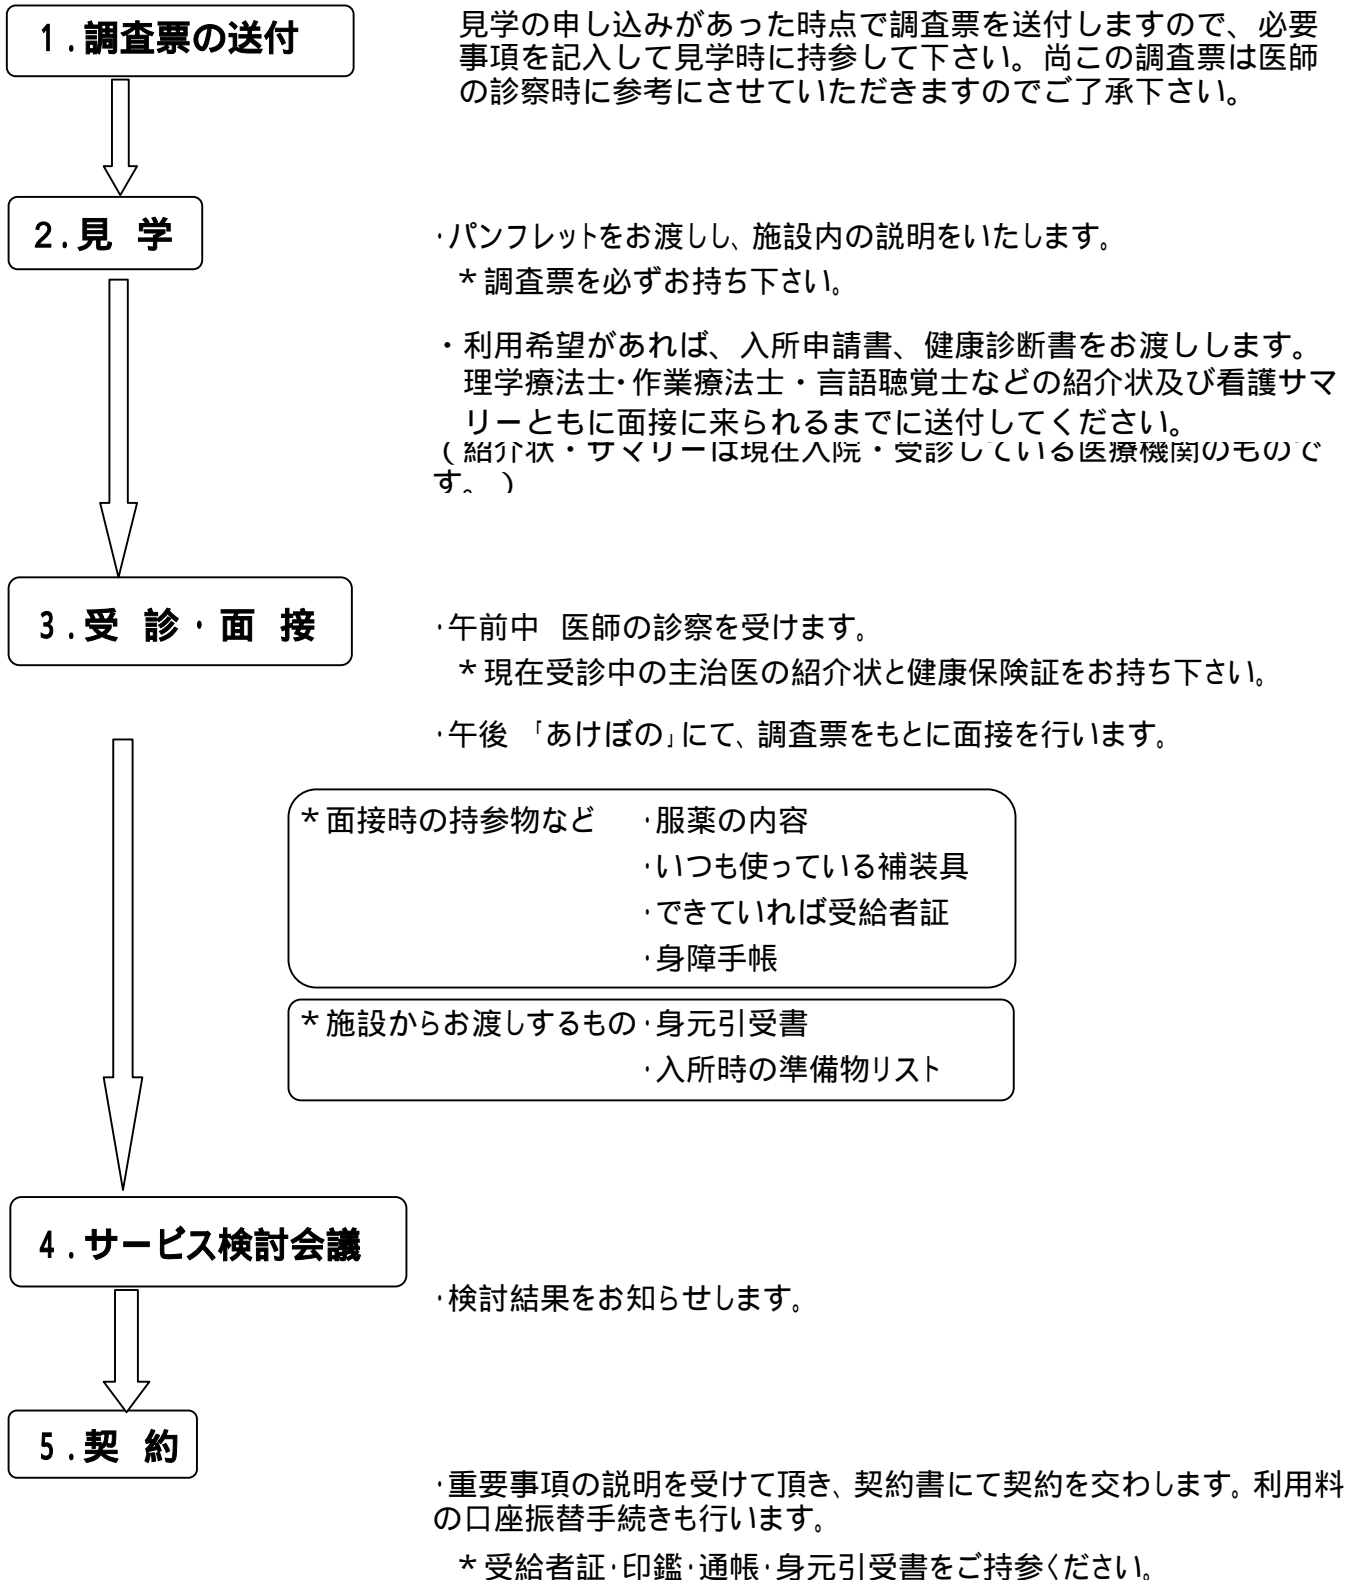 1.調査票の送付
見学の申し込みがあった時点で調査票を送付しますので、必要
事項を記入して見学時に持参して下さい。尚この調査票は医師
の診察時に参考にさせていただきますのでご了承下さい。
2.見 学
・パンフレットをお渡しし、施設内の説明をいたします。
*調査票を必ずお持ち下さい。
・利用希望があれば、入所申請書、健康診断書をお渡しします。
理学療法士・作業療法士・言語聴覚士などの紹介状及び看護サマ
リーともに面接に来られるまでに送付してください。
(紹介状・サマリーは現在入院・受診している医療機関のもので
す。)
3.受 診・面 接
・午前中 医師の診察を受けます。
*現在受診中の主治医の紹介状と健康保険証をお持ち下さい。
・午後 「あけぼの」にて、調査票をもとに面接を行います。
*面接時の持参物など ・服薬の内容
・いつも使っている補装具
・できていれば受給者証
・身障手帳
*施設からお渡しするもの・身元引受書
・入所時の準備物リスト
4.サービス検討会議
・検討結果をお知らせします。
5.契 約
・重要事項の説明を受けて頂き、契約書にて契約を交わします。利用料
の口座振替手続きも行います。
*受給者証・印鑑・通帳・身元引受書をご持参ください。